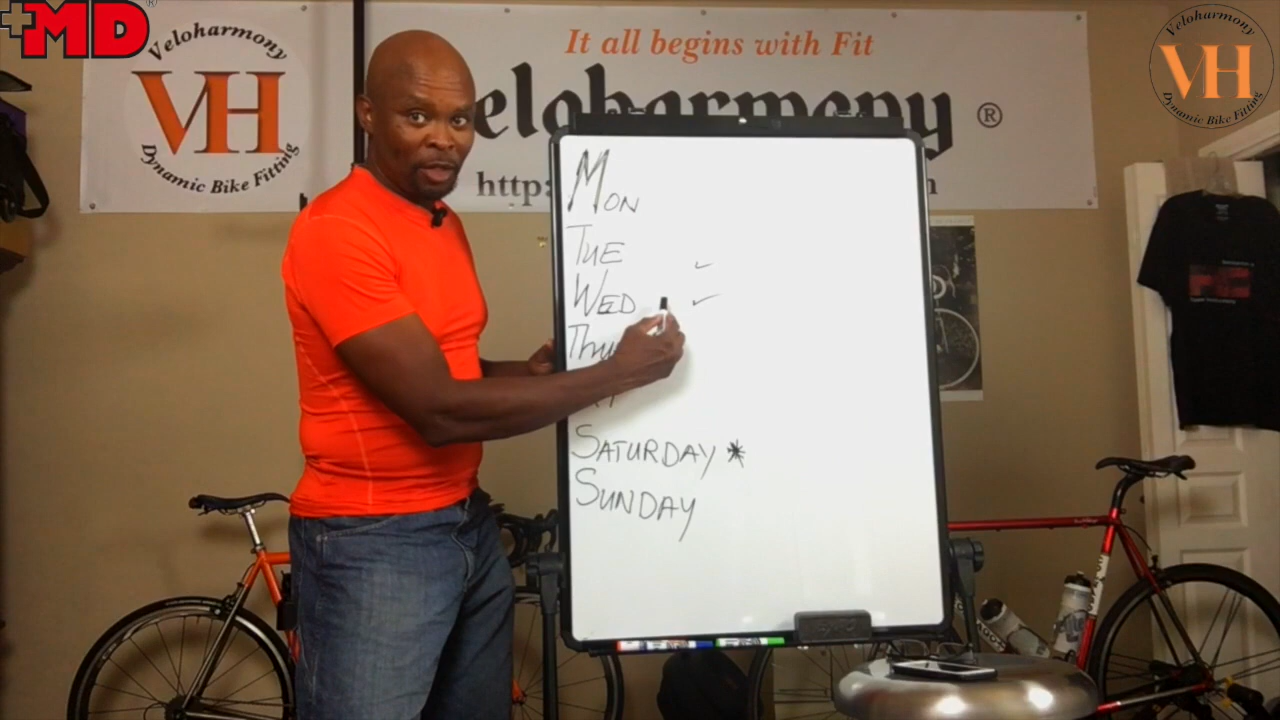 MD
Veloharmony
VH
Dynamic Bike Fitting
It all begins with Fit
Veloharmony ®
http:
Veloharmony
VH
Dynamic Bike Fitting
MON
TUE ✓
WED ✓
SATURDAY *
SUNDAY